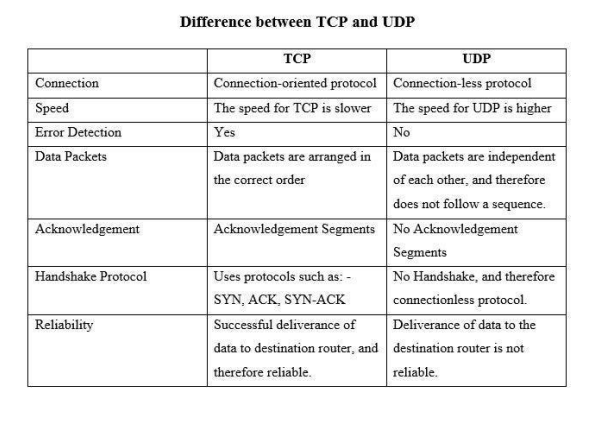 Difference between TCP and UDP
TCP UDP
Connection Connection-oriented protocol Connection-less protocol
Speed The speed for TCP is slower The speed for UDP is higher
Error Detection Yes No
Data Packets Data packets are arranged in Data packets are independent
the correct order of each other, and therefore
does not follow a sequence.
Acknowledgement Acknowledgement Segments No Acknowledgement
Segments
Handshake Protocol Uses protocols such as: - No Handshake, and therefore
SYN, ACK, SYN-ACK connectionless protocol.
Reliability Successful deliverance of Deliverance of data to the
data to destination router, and destination router is not
therefore reliable. reliable.